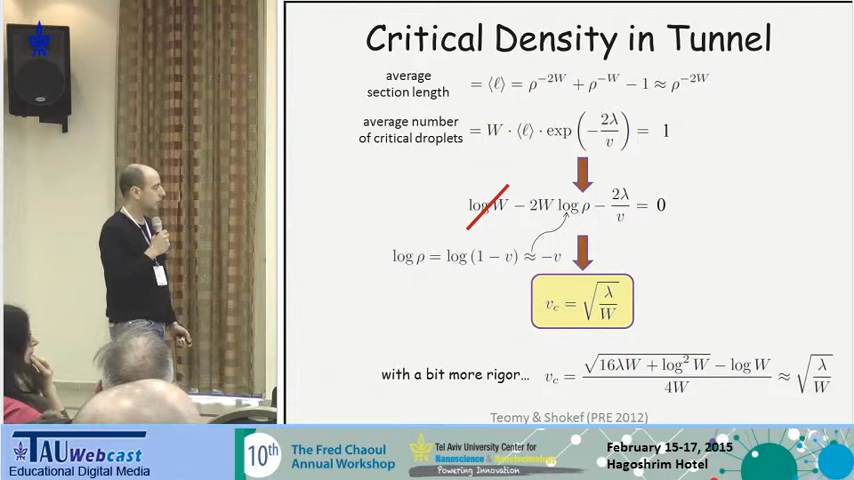 Critical Density in Tunnel
average
section length = ⟨ℓ⟩ = ρ^{-2W} + ρ^{-W} − 1 ≈ ρ^{-2W}
average number
of critical droplets = W · ⟨ℓ⟩ · exp(−2λ/v) = 1
log W − 2W log ρ − 2λ/v = 0
log ρ = log (1 − v) ≈ −v
v_c = √(λ/W)
with a bit more rigor... v_c = (√(16λW + log² W) − log W)/4W ≈ √(λ/W)
Teomy & Shokef (PRE 2012)
TAU Webcast
Educational Digital Media
10th
The Fred Chaoul
Annual Workshop
Tel Aviv University Center for
Nanoscience & Nanotechnology
Powering Innovation
February 15-17, 2015
Hagoshrim Hotel